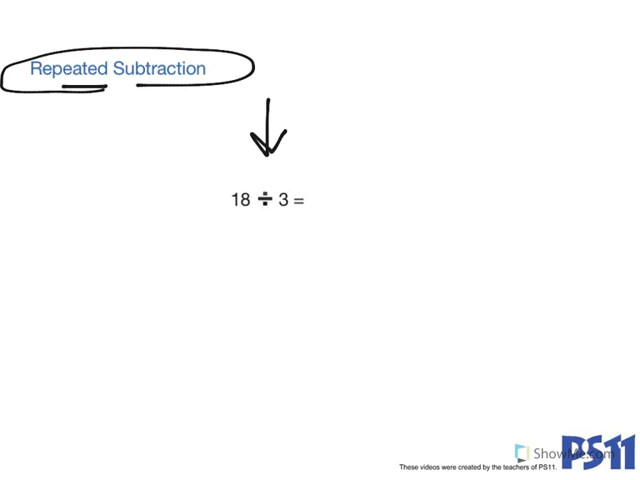 Repeated Subtraction
18 ÷ 3 =
ShowMe.com
PS11
These videos were created by the teachers of PS11.